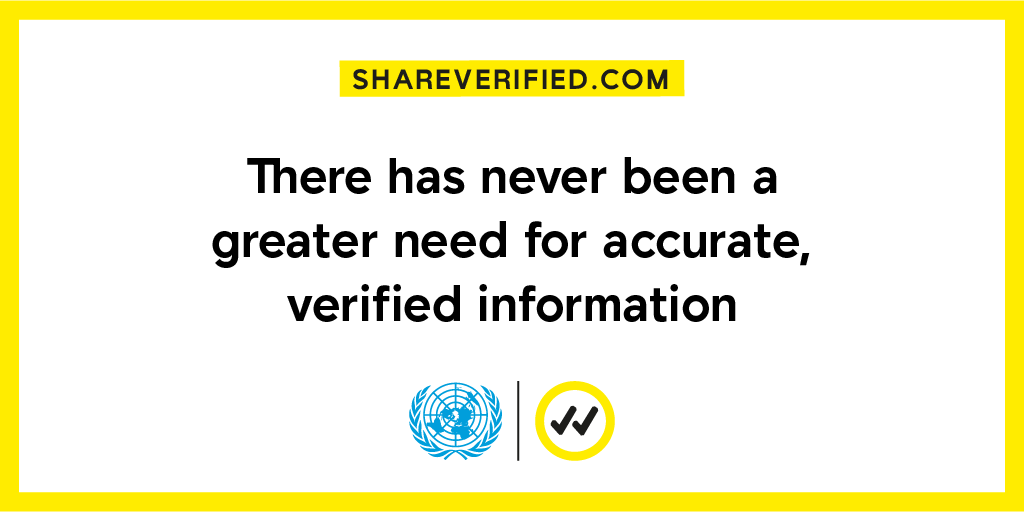 SHAREVERIFIED.COM
There has never been a
greater need for accurate,
verified information